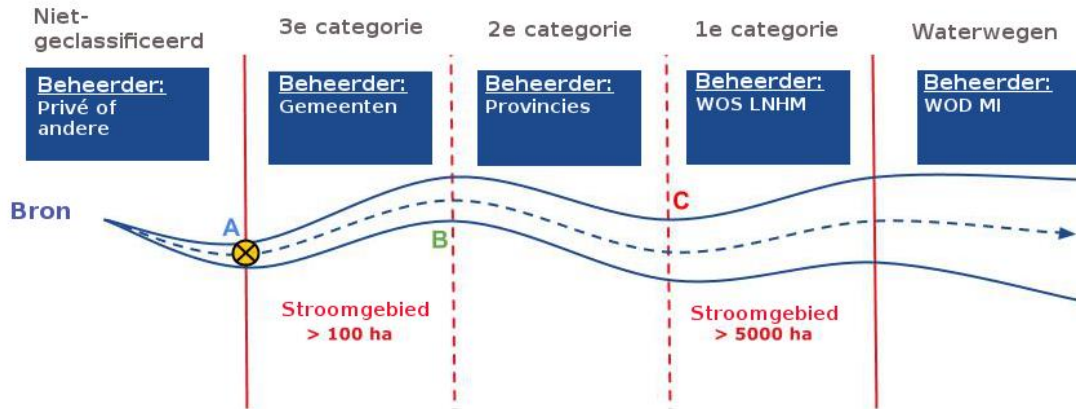 Niet-
geclassificeerd
3e categorie
2e categorie
1e categorie
Waterwegen
Beheerder:
Privé of
andere
Beheerder:
Gemeenten
Beheerder:
Provincies
Beheerder:
WOS LNHM
Beheerder:
WOD MI
Bron
A
B
C
Stroomgebied
> 100 ha
Stroomgebied
> 5000 ha